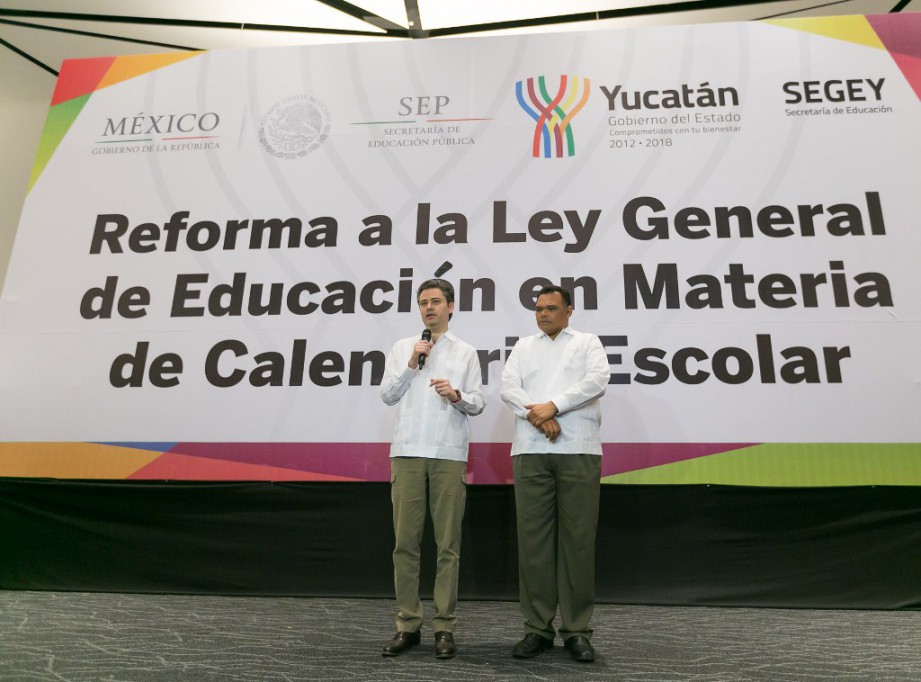 MÉXICO
GOBIERNO DE LA REPÚBLICA
SEP
SECRETARÍA DE
EDUCACIÓN PÚBLICA
Yucatán
Gobierno del Estado
Comprometidos con tu bienestar
2012 • 2018
SEGEY
Secretaría de Educación
Reforma a la Ley General
de Educación en Materia
de Calendari Escolar